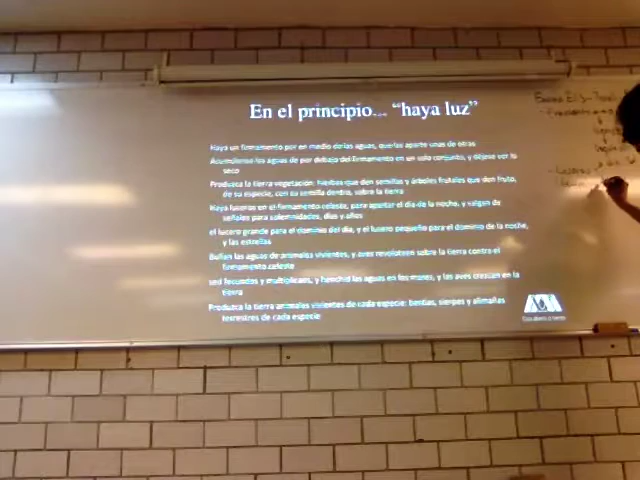 En el principio... “haya luz”
Haya un firmamento por en medio de las aguas, que las aparte unas de otras
Acumúlense las aguas de por debajo del firmamento en un solo conjunto, y déjese ver lo
seco
Produzca la tierra vegetación: hierbas que den semillas y árboles frutales que den fruto,
de su especie, con su semilla dentro, sobre la tierra
Haya luceros en el firmamento celeste, para apartar el día de la noche, y valgan de
señales para solemnidades, días y años
el lucero grande para el dominio del día, y el lucero pequeño para el dominio de la noche,
y las estrellas
Bullan las aguas de animales vivientes, y aves revoloteen sobre la tierra contra el
firmamento celeste
sed fecundos y multiplicaos, y henchid las aguas en los mares, y las aves crezcan en la
tierra
Produzca la tierra animales vivientes de cada especie: bestias, sierpes y alimañas
terrestres de cada especie
Casa abierta al tiempo